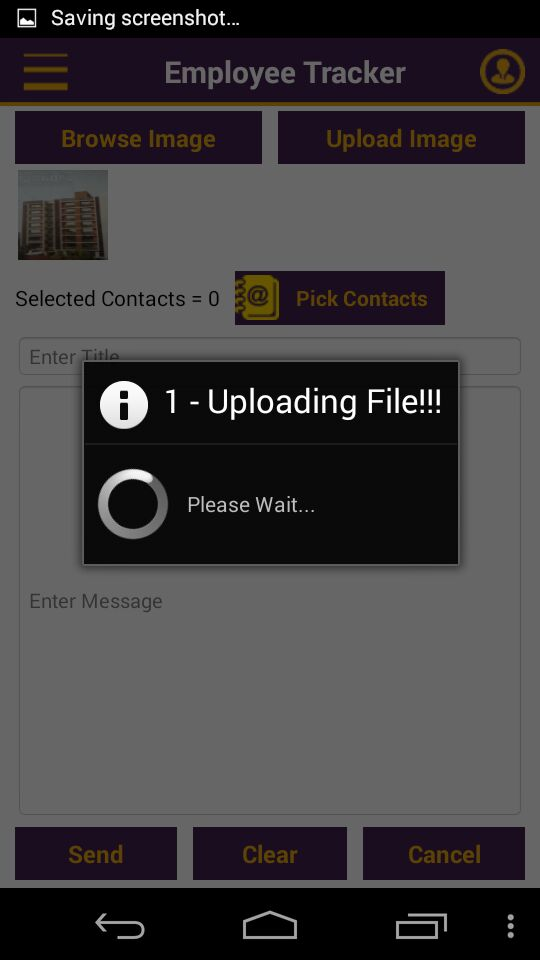 Saving screenshot...
Employee Tracker
Browse Image
Upload Image
Selected Contacts = 0
@
Pick Contacts
Enter Title
1 - Uploading File!!!
Please Wait...
Enter Message
Send
Clear
Cancel